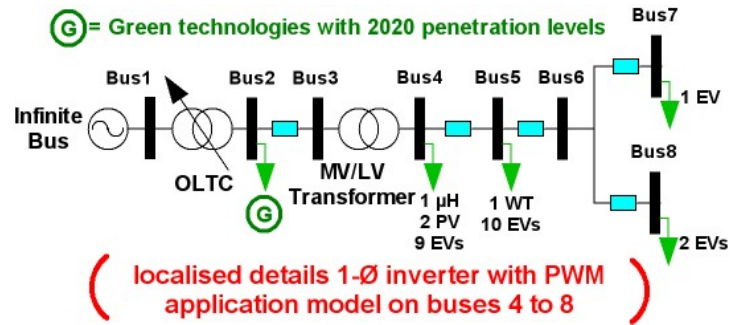 G = Green technologies with 2020 penetration levels
Bus7
Bus1
Bus2
Bus3
Bus4
Bus5
Bus6
Infinite
Bus
1 EV
Bus8
OLTC
MV/LV
Transformer
G
1 µH
2 PV
9 EVs
1 WT
10 EVs
2 EVs
( localised details 1-Ø inverter with PWM
application model on buses 4 to 8 )